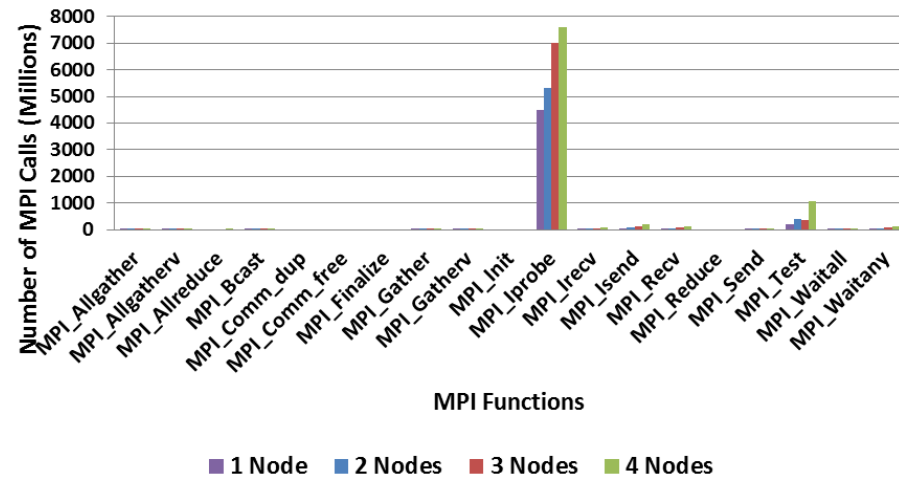 Number of MPI Calls (Millions)
8000
7000
6000
5000
4000
3000
2000
1000
0
MPI_Allgather
MPI_Allgatherv
MPI_Allreduce
MPI_Bcast
MPI_Comm_dup
MPI_Comm_free
MPI_Finalize
MPI_Gather
MPI_Gatherv
MPI_Init
MPI_Iprobe
MPI_Irecv
MPI_Isend
MPI_Recv
MPI_Reduce
MPI_Send
MPI_Test
MPI_Waitall
MPI_Waitany
MPI Functions
1 Node 2 Nodes 3 Nodes 4 Nodes